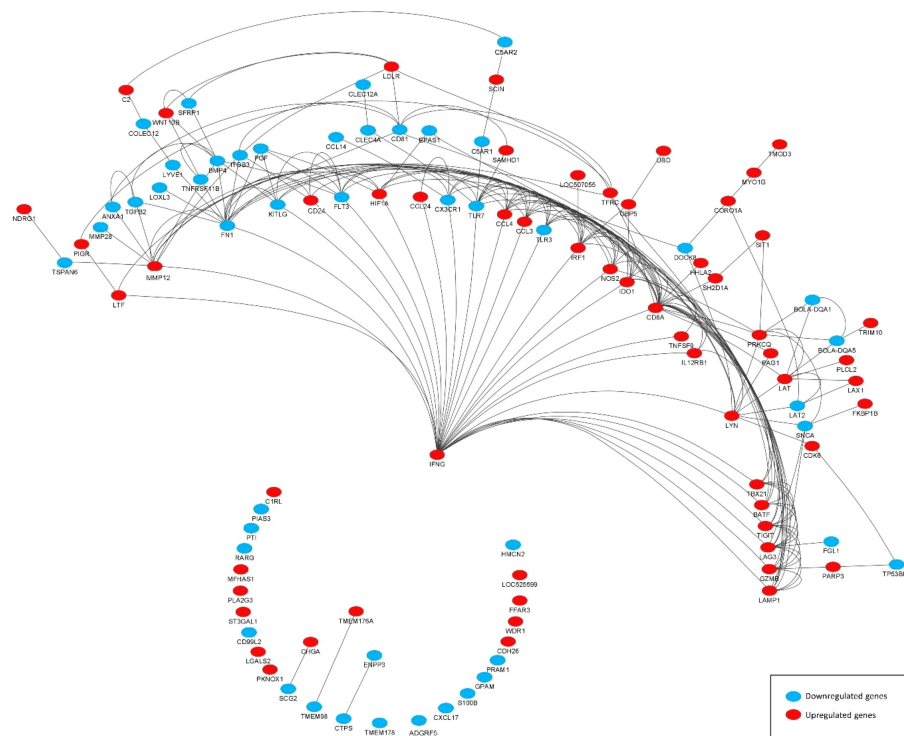 C5AR2
LDLR
SCIN
C2
CLEC12A
SFRP1
WNT10B
COLEC12
CLEC4A
CD81
EPAS1
CCL14
C5AR1
SAMHD1
TMOD3
UBD
MYO1G
LOC507055
ITGB3
PGF
BMP4
LYVE1
TNFRSF11B
LOXL3
KITLG
CD24
FLT3
HIF1A
CCL24
CX3CR1
TLR7
TFRC
GBP5
CORO1A
NDRG1
ANXA1
TGFB2
MMP28
FN1
CCL4
CCL3
TLR3
SIT1
PIGR
TSPAN6
MMP12
IRF1
DOCK8
HHLA2
SH2D1A
NOS2
IDO1
LTF
CD8A
BOLA-DQA1
BOLA-DQA5
TRIM10
TNFSF9
IL12RB1
PRKCQ
PAG1
PLCL2
LAT
LAX1
LYN
LAT2
FKBP1B
SNCA
CDK6
IFNG
TBX21
BATF
TIGIT
LAG3
FGL1
GZMB
PARP3
LAMP1
C1RL
PIAS3
PTI
RARG
MFHAS1
PLA2G3
ST3GAL1
CD99L2
LGALS2
PKNOX1
SCG2
CHGA
TMEM176A
TMEM98
ENPP3
CTPS
TMEM178
ADGRF5
CXCL17
S100B
GPAM
PRAM1
CDH26
WDR1
FFAR3
LOC525599
HMCN2
Downregulated genes
Upregulated genes